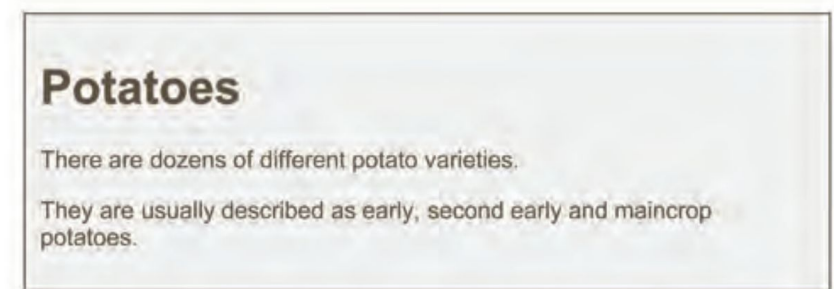 Potatoes
There are dozens of different potato varieties.
They are usually described as early, second early and maincrop
potatoes.